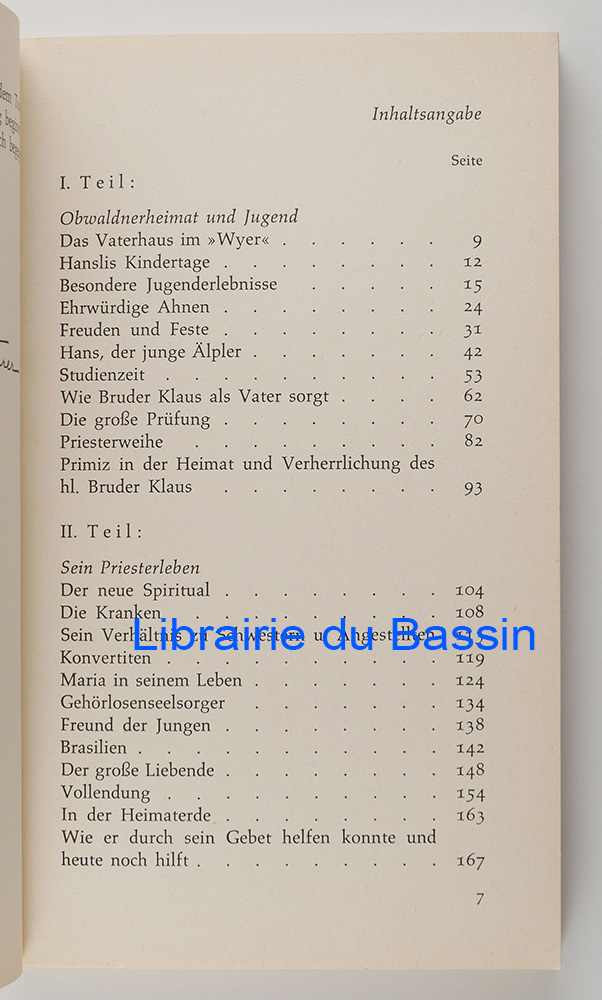 dem T
g begin
ch bege
Inhaltsangabe
Seite
I. Teil:
Obwaldnerheimat und Jugend
Das Vaterhaus im »Wyer« . . . . . . 9
Hanslis Kindertage . . . . . . . . 12
Besondere Jugenderlebnisse . . . . . 15
Ehrwürdige Ahnen . . . . . . . . 24
Freuden und Feste . . . . . . . . 31
Hans, der junge Älpler . . . . . . . 42
Studienzeit . . . . . . . . . . 53
Wie Bruder Klaus als Vater sorgt . . . . 62
Die große Prüfung . . . . . . . . 70
Priesterweihe . . . . . . . . . 82
Primiz in der Heimat und Verherrlichung des
hl. Bruder Klaus . . . . . . . . 93
II. Teil:
Sein Priesterleben
Der neue Spiritual . . . . . . . . 104
Die Kranken . . . . . . . . . . 108
Sein Verhältnis zu Schwestern u. Angestellten 113
Librairie du Bassin
Konvertiten . . . . . . . . . . 119
Maria in seinem Leben . . . . . . . 124
Gehörlosenseelsorger . . . . . . 134
Freund der Jungen . . . . . . . . 138
Brasilien . . . . . . . . . . . 142
Der große Liebende . . . . . . . . 148
Vollendung . . . . . . . . . . 154
In der Heimaterde . . . . . . . . 163
Wie er durch sein Gebet helfen konnte und
heute noch hilft . . . . . . . . . 167
7